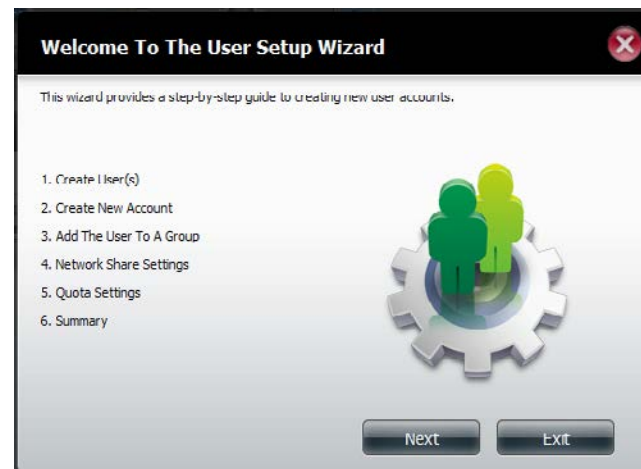 Welcome To The User Setup Wizard
This wizard provides a step-by-step guide to creating new user accounts.
1. Create User(s)
2. Create New Account
3. Add The User To A Group
4. Network Share Settings
5. Quota Settings
6. Summary
Next
Exit